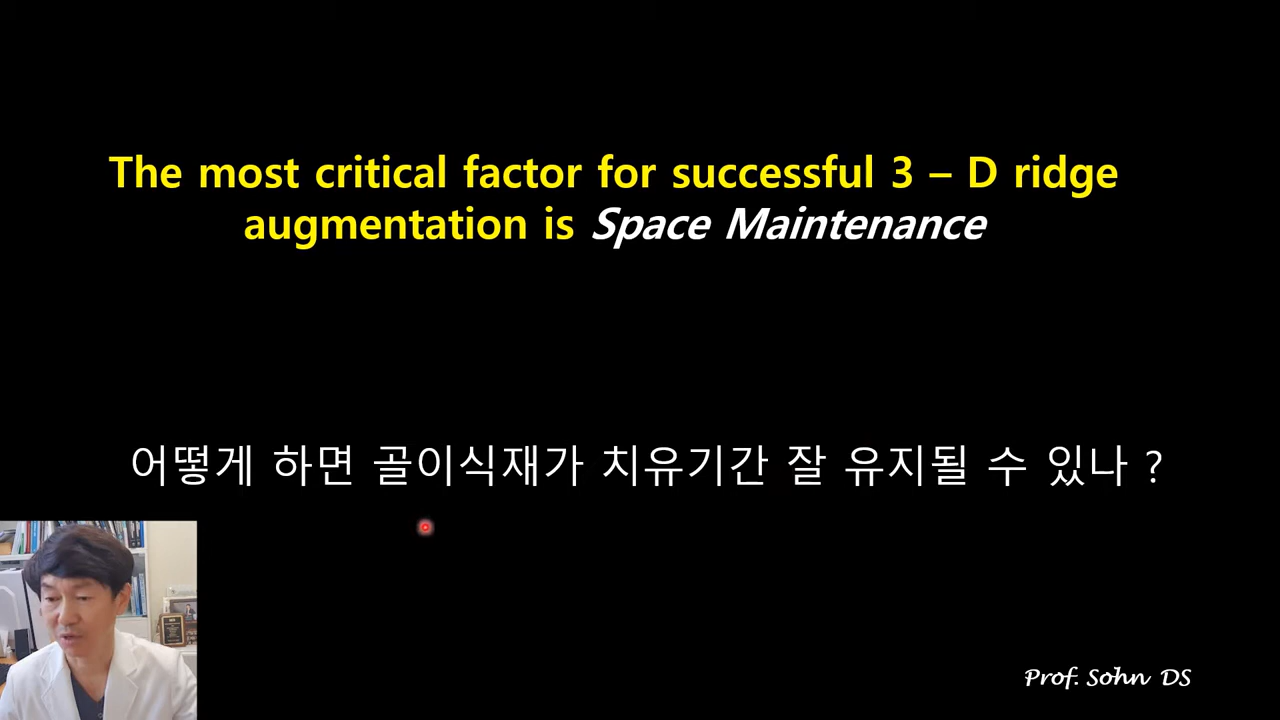 The most critical factor for successful 3 – D ridge
augmentation is Space Maintenance
어떻게 하면 골이식재가 치유기간 잘 유지될 수 있나 ?
Prof. Sohn DS